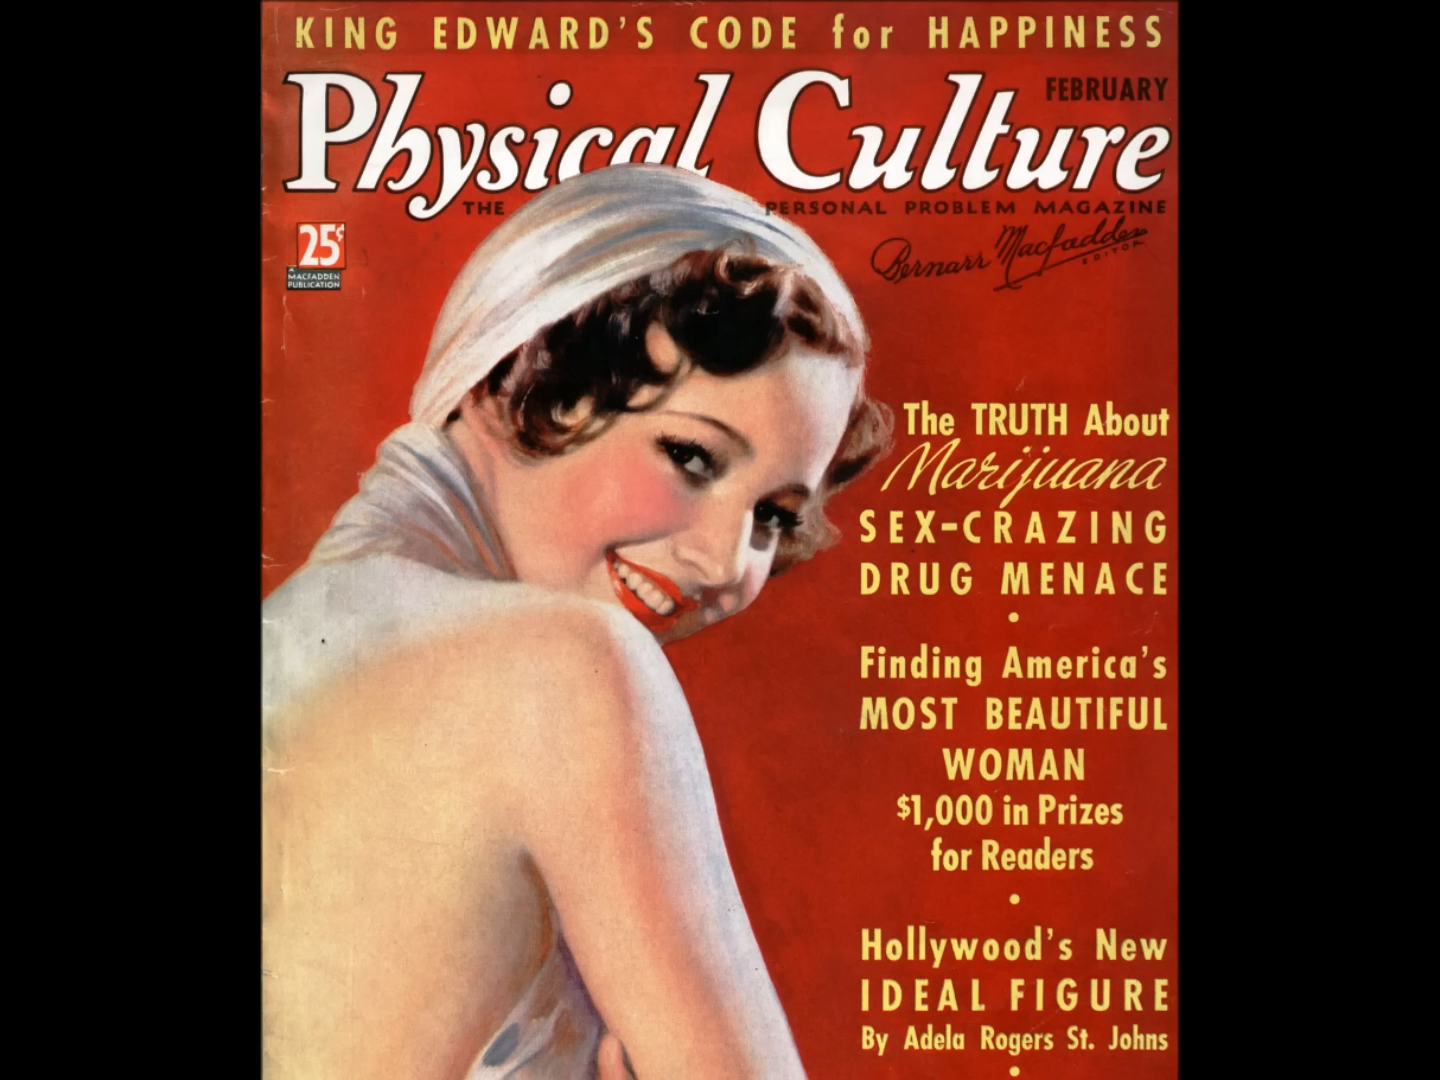 KING EDWARD'S CODE for HAPPINESS
Physical Culture
FEBRUARY
THE PERSONAL PROBLEM MAGAZINE
Bernarr Macfadden
EDITOR
25¢
A
MACFADDEN
PUBLICATION
The TRUTH About
Marijuana
SEX-CRAZING
DRUG MENACE
•
Finding America's
MOST BEAUTIFUL
WOMAN
$1,000 in Prizes
for Readers
•
Hollywood's New
IDEAL FIGURE
By Adela Rogers St. Johns
•